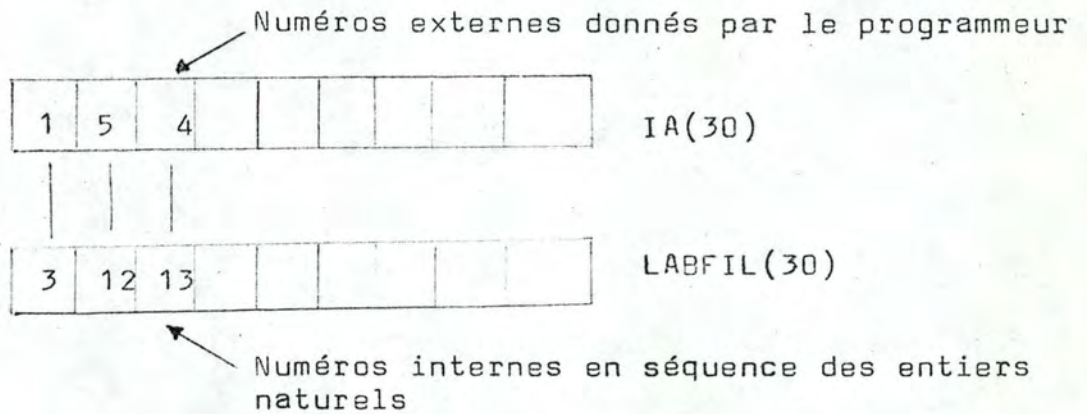 Numéros externes donnés par le programmeur
1 5 4
IA(30)
3 12 13
LABFIL(30)
Numéros internes en séquence des entiers
naturels